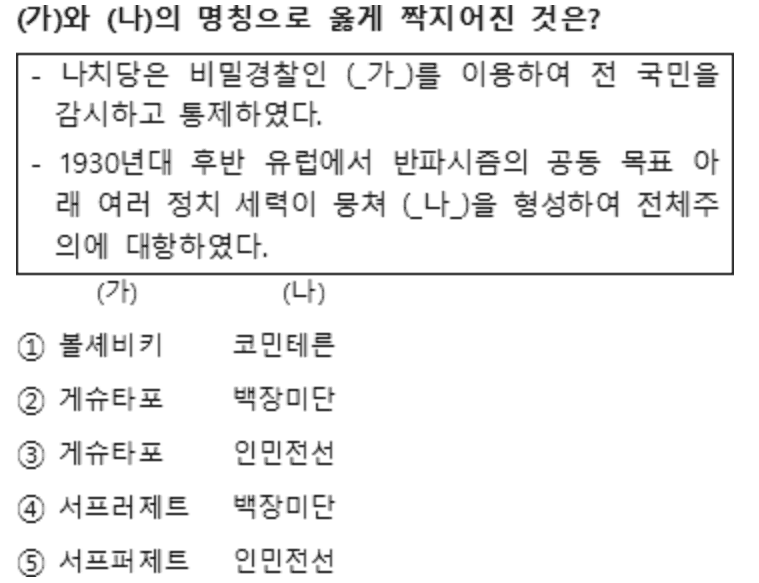 (가)와 (나)의 명칭으로 옳게 짝지어진 것은?
- 나치당은 비밀경찰인 (_가_)를 이용하여 전 국민을
감시하고 통제하였다.
- 1930년대 후반 유럽에서 반파시즘의 공동 목표 아
래 여러 정치 세력이 뭉쳐 (_나_)을 형성하여 전체주
의에 대항하였다.
(가) (나)
① 볼셰비키 코민테른
② 게슈타포 백장미단
③ 게슈타포 인민전선
④ 서프러제트 백장미단
⑤ 서프퍼제트 인민전선